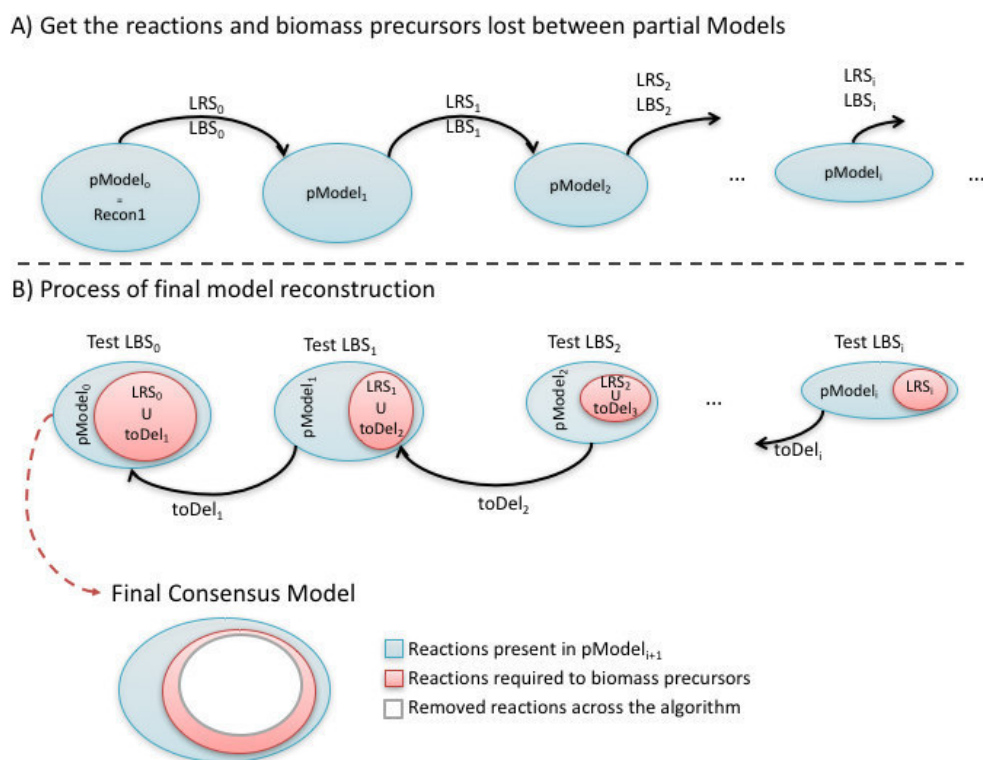 A) Get the reactions and biomass precursors lost between partial Models
LRS₀
LBS₀
LRS₁
LBS₁
LRS₂
LBS₂
LRSᵢ
LBSᵢ
pModelₒ
=
Recon1
pModel₁
pModel₂
...
pModelᵢ
...
B) Process of final model reconstruction
Test LBS₀
Test LBS₁
Test LBS₂
Test LBSᵢ
pModel₀
LRS₀
U
toDel₁
pModel₁
LRS₁
U
toDel₂
pModel₂
LRS₂
U
toDel₃
...
pModelᵢ
LRSᵢ
toDel₁
toDel₂
toDelᵢ
Final Consensus Model
Reactions present in pModelᵢ₊₁
Reactions required to biomass precursors
Removed reactions across the algorithm